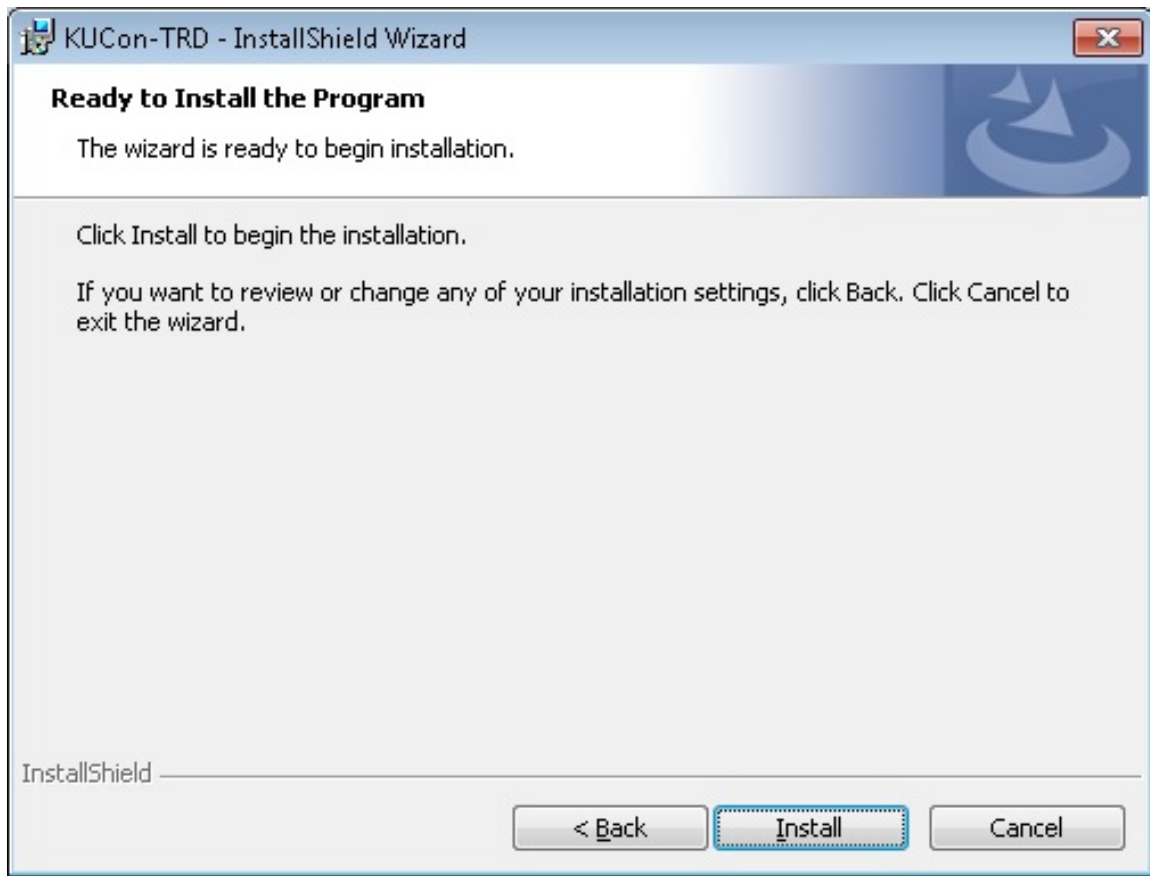 KUCon-TRD - InstallShield Wizard
Ready to Install the Program
The wizard is ready to begin installation.
Click Install to begin the installation.
If you want to review or change any of your installation settings, click Back. Click Cancel to
exit the wizard.
InstallShield
< Back
Install
Cancel